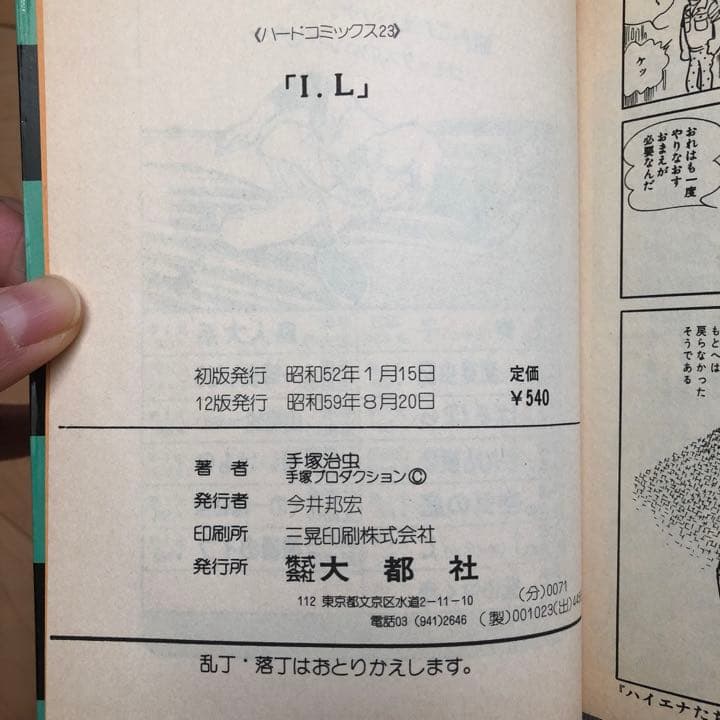 《ハードコミックス23》
「I.L」
初版発行 昭和52年1月15日
12版発行 昭和59年8月20日
定価
¥540
著者 手塚治虫
手塚プロダクション©
発行者 今井邦宏
印刷所 三晃印刷株式会社
発行所 株式会社 大都社
112 東京都文京区水道2-11-10
電話03 (941)2646
(分)0071
(製)001023(出)
乱丁・落丁はおとりかえします。
ケッ
おれはも一度
やりなおす
おまえが
必要なんだ
もとへは
戻らなかった
そうである
『ハイエナた